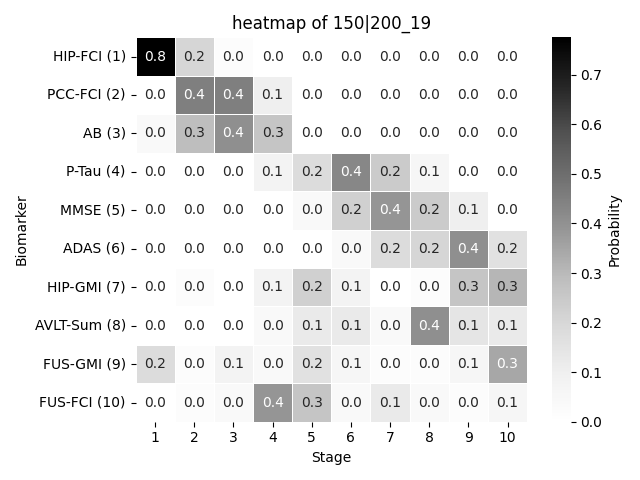 heatmap of 150|200_19
HIP-FCI (1) 0.8 0.2 0.0 0.0 0.0 0.0 0.0 0.0 0.0 0.0
PCC-FCI (2) 0.0 0.4 0.4 0.1 0.0 0.0 0.0 0.0 0.0 0.0
AB (3) 0.0 0.3 0.4 0.3 0.0 0.0 0.0 0.0 0.0 0.0
P-Tau (4) 0.0 0.0 0.0 0.1 0.2 0.4 0.2 0.1 0.0 0.0
MMSE (5) 0.0 0.0 0.0 0.0 0.0 0.2 0.4 0.2 0.1 0.0
ADAS (6) 0.0 0.0 0.0 0.0 0.0 0.0 0.2 0.2 0.4 0.2
HIP-GMI (7) 0.0 0.0 0.0 0.1 0.2 0.1 0.0 0.0 0.3 0.3
AVLT-Sum (8) 0.0 0.0 0.0 0.0 0.1 0.1 0.0 0.4 0.1 0.1
FUS-GMI (9) 0.2 0.0 0.1 0.0 0.2 0.1 0.0 0.0 0.1 0.3
FUS-FCI (10) 0.0 0.0 0.0 0.4 0.3 0.0 0.1 0.0 0.0 0.1
1 2 3 4 5 6 7 8 9 10
Stage
Biomarker
0.7
0.6
0.5
0.4
0.3
0.2
0.1
0.0
Probability